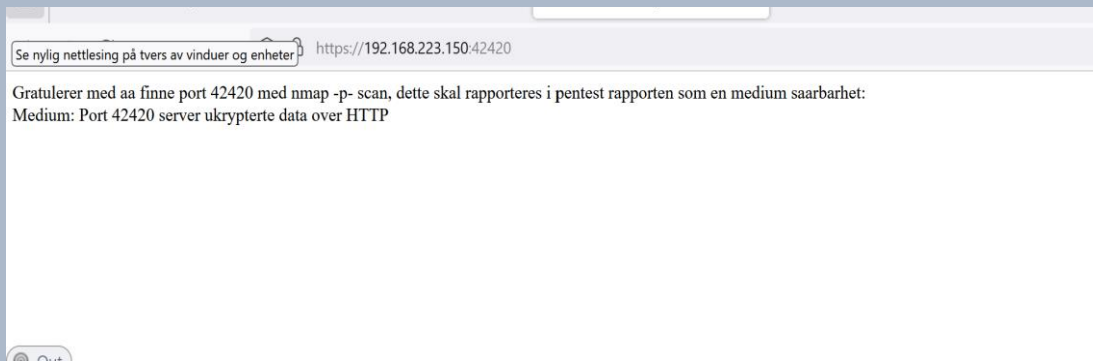 Se nylig nettlesing på tvers av vinduer og enheter
https://192.168.223.150:42420
Gratulerer med aa finne port 42420 med nmap -p- scan, dette skal rapporteres i pentest rapporten som en medium saarbarhet:
Medium: Port 42420 server ukrypterte data over HTTP